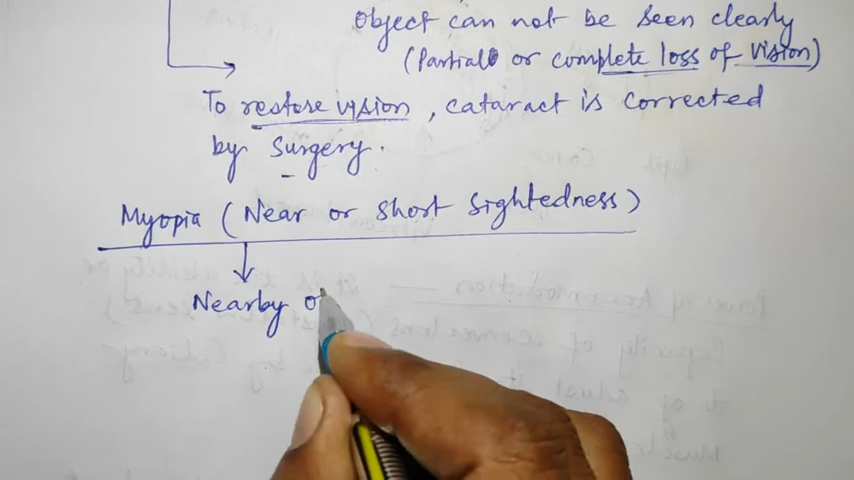 Object can not be seen clearly
(Partial or complete loss of vision)
To restore vision, cataract is corrected
by surgery.
Myopia (Near or short sightedness)
Nearby o